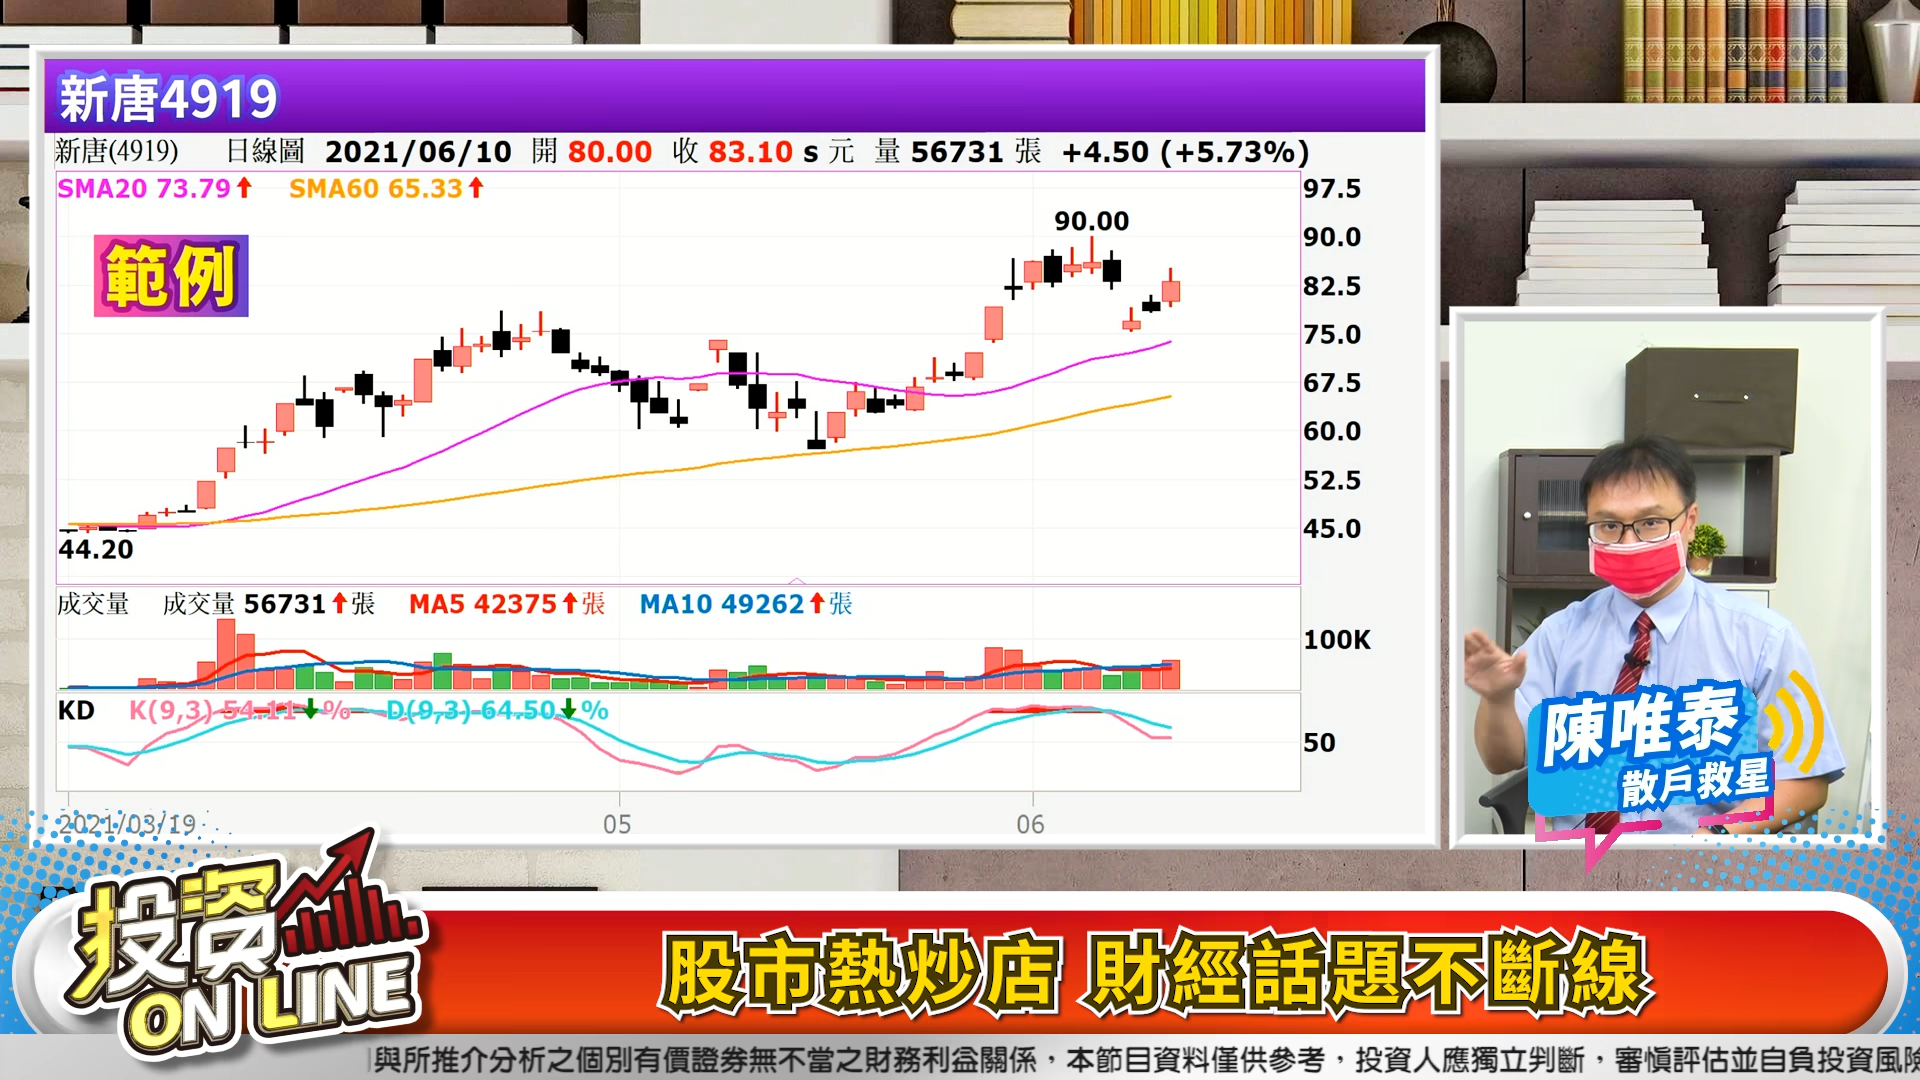 新唐4919
新唐(4919) 日線圖 2021/06/10 開 80.00 收 83.10 s 元 量 56731 張 +4.50 (+5.73%)
SMA20 73.79↑ SMA60 65.33↑
範例
90.00
44.20
97.5
90.0
82.5
75.0
67.5
60.0
52.5
45.0
成交量 成交量 56731↑張 MA5 42375↑張 MA10 49262↑張
100K
KD K(9,3) 54.11↓% D(9,3) 64.50↓%
50
2021/03/19 05 06
陳唯泰
散戶救星
投資
ON LINE
股市熱炒店 財經話題不斷線
與所推介分析之個別有價證券無不當之財務利益關係，本節目資料僅供參考，投資人應獨立判斷，審慎評估並自負投資風險